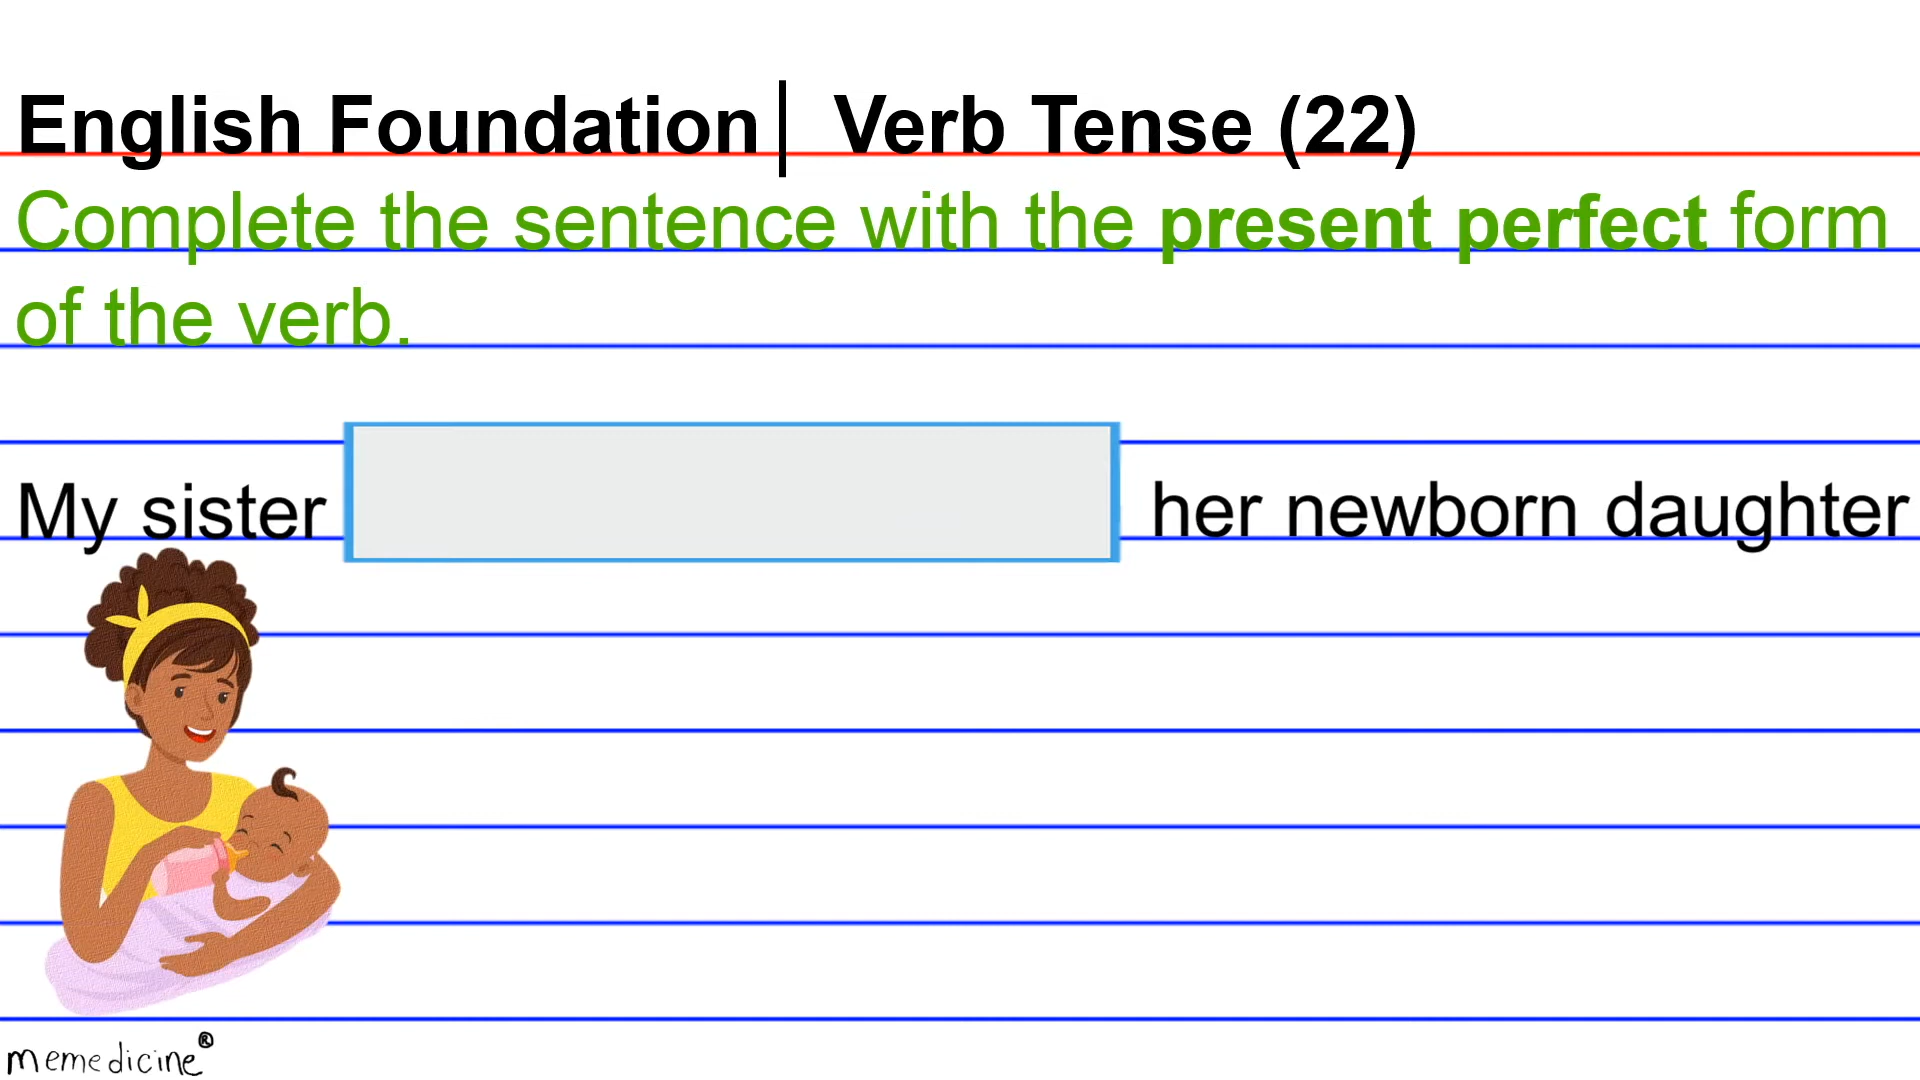 English Foundation| Verb Tense (22)
Complete the sentence with the present perfect form
of the verb.
My sister her newborn daughter
memedicine®